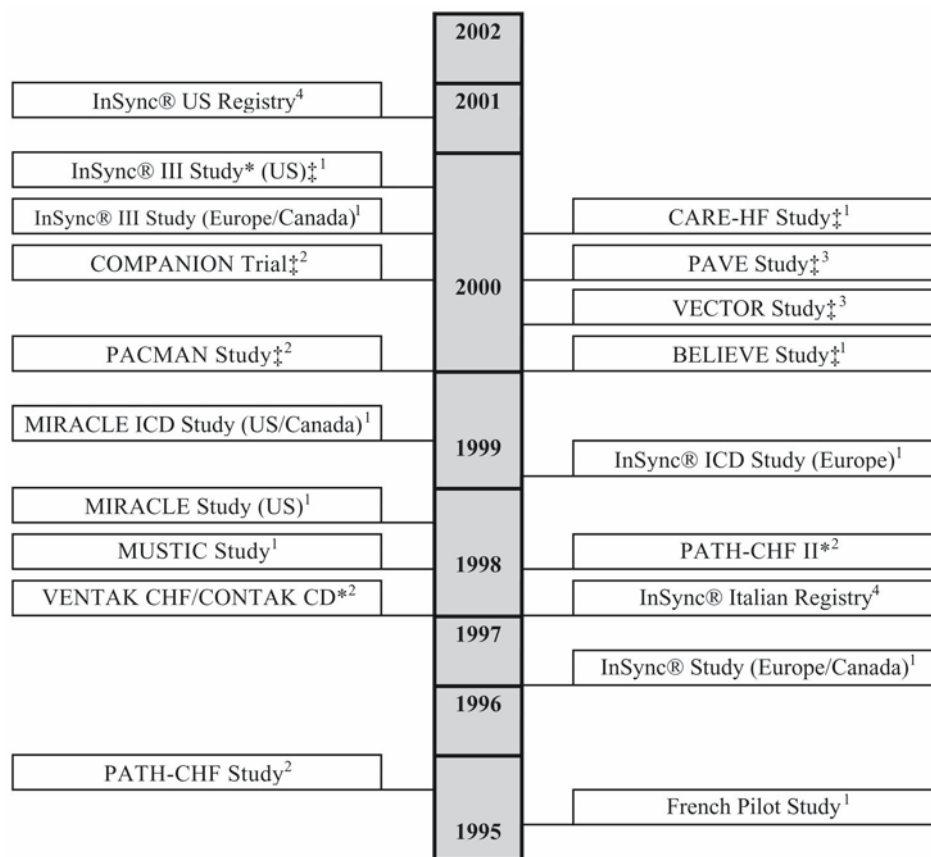 2002
InSync® US Registry⁴
2001
InSync® III Study* (US)‡¹
InSync® III Study (Europe/Canada)¹
CARE-HF Study‡¹
COMPANION Trial‡²
PAVE Study‡³
2000
VECTOR Study‡³
PACMAN Study‡²
BELIEVE Study‡¹
MIRACLE ICD Study (US/Canada)¹
1999
InSync® ICD Study (Europe)¹
MIRACLE Study (US)¹
MUSTIC Study¹
PATH-CHF II*²
1998
VENTAK CHF/CONTAK CD*²
InSync® Italian Registry⁴
1997
InSync® Study (Europe/Canada)¹
1996
PATH-CHF Study²
French Pilot Study¹
1995